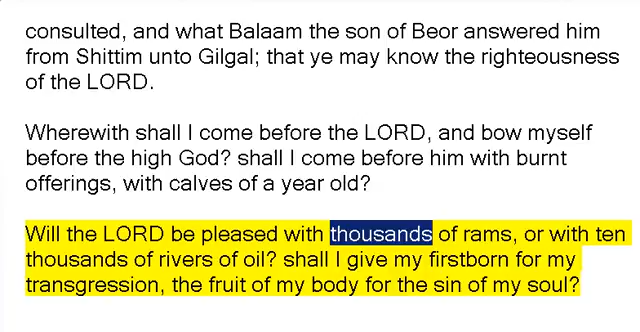 consulted, and what Balaam the son of Beor answered him
from Shittim unto Gilgal; that ye may know the righteousness
of the LORD.
Wherewith shall I come before the LORD, and bow myself
before the high God? shall I come before him with burnt
offerings, with calves of a year old?
Will the LORD be pleased with thousands of rams, or with ten
thousands of rivers of oil? shall I give my firstborn for my
transgression, the fruit of my body for the sin of my soul?